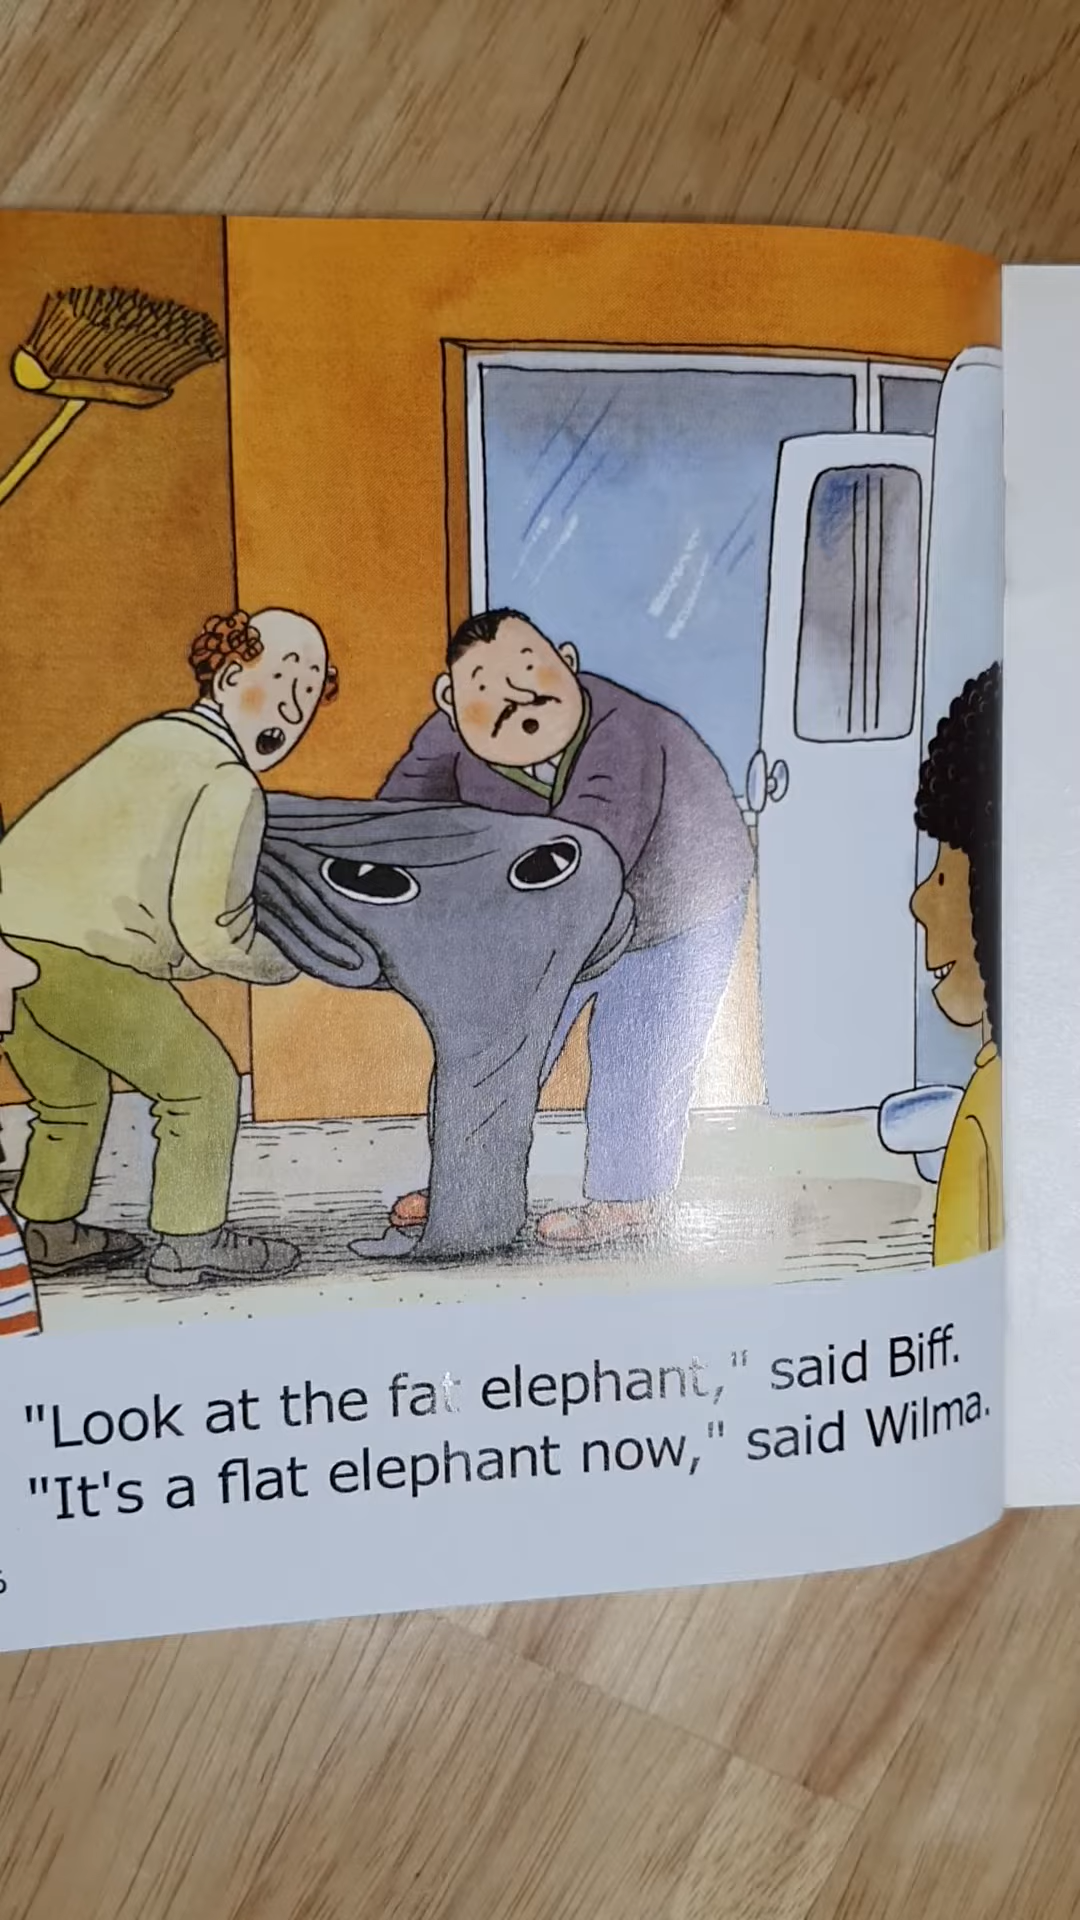 "Look at the fat elephant," said Biff.
"It's a flat elephant now," said Wilma.